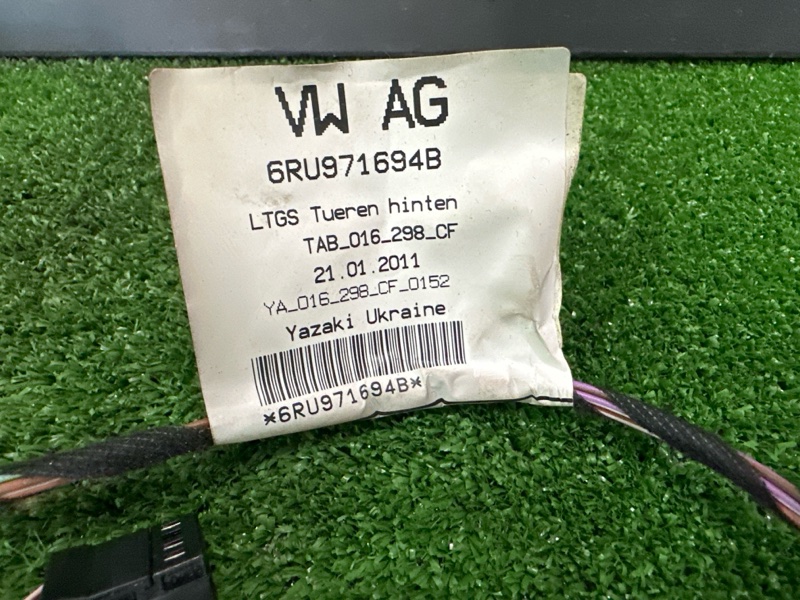 VW AG
6RU971694B
LTGS Tueren hinten
TAB_016_298_CF
21.01.2011
YA_016_298_CF_0152
Yazaki Ukraine
*6RU971694B*